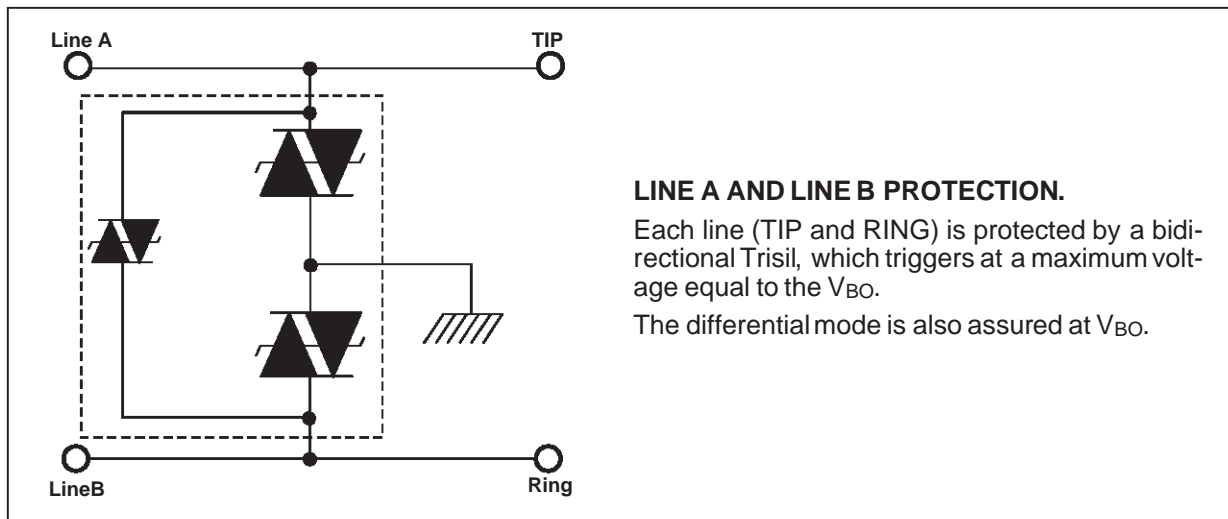 Line A
TIP
LINE A AND LINE B PROTECTION.
Each line (TIP and RING) is protected by a bidi-
rectional Trisil, which triggers at a maximum volt-
age equal to the VBO.
The differential mode is also assured at VBO.
LineB
Ring